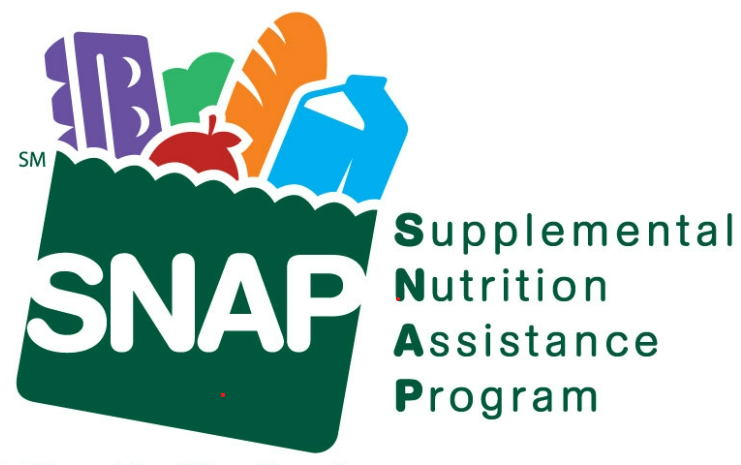 SM
SNAP
Supplemental
Nutrition
Assistance
Program